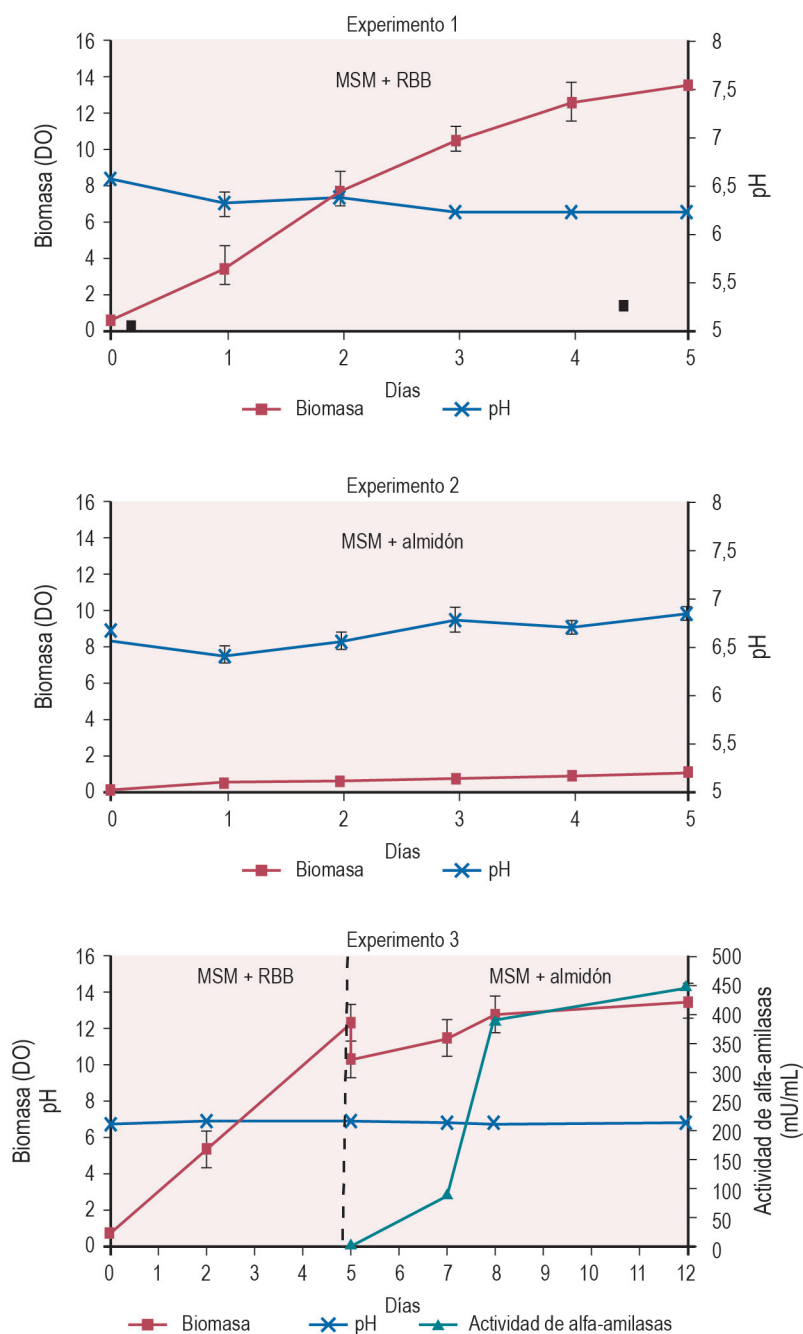 Experimento 1
MSM + RBB
Biomasa (DO)
16
14
12
10
8
6
4
2
0
pH
8
7,5
7
6,5
6
5,5
5
0 1 2 3 4 5
Días
Biomasa pH
Experimento 2
MSM + almidón
Biomasa (DO)
16
14
12
10
8
6
4
2
0
pH
8
7,5
7
6,5
6
5,5
5
0 1 2 3 4 5
Días
Biomasa pH
Experimento 3
MSM + RBB MSM + almidón
Biomasa (DO)
pH
16
14
12
10
8
6
4
2
0
Actividad de alfa-amilasas
(mU/mL)
500
450
400
350
300
250
200
150
100
50
0
0 1 2 3 4 5 6 7 8 9 10 11 12
Días
Biomasa pH Actividad de alfa-amilasas